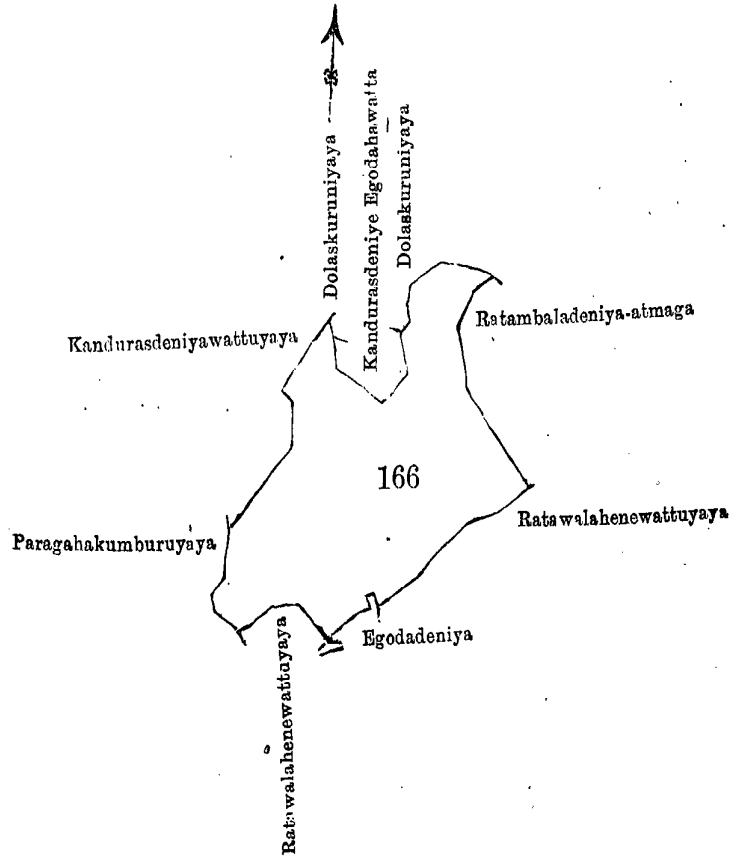 Dolaskuruniyaya
Kandurasdeniye Egodahawatta
Dolaskuruniyaya
Kandurasdeniyawattuyaya
Ratambaladeniya-atmaga
166
Paragahakumburuyaya
Ratawalahenewattuyaya
Egodadeniya
Ratawalahenewattuyaya